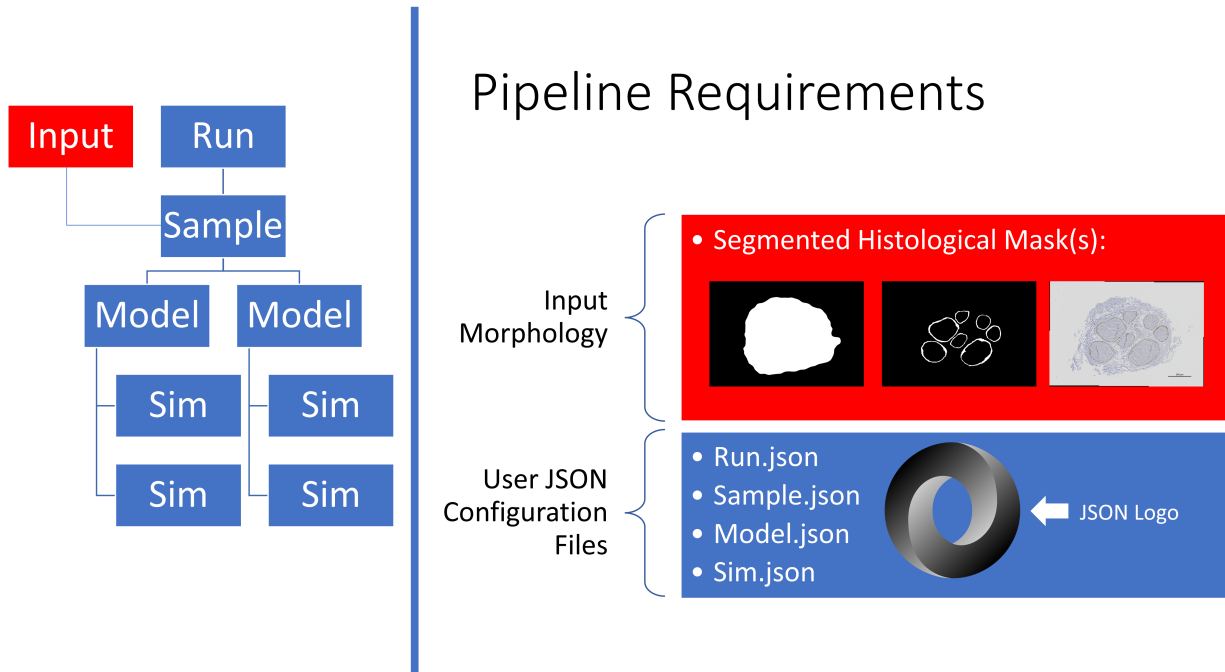 Pipeline Requirements
Input
Run
Sample
Model
Model
Sim
Sim
Sim
Sim
Input
Morphology
• Segmented Histological Mask(s):
User JSON
Configuration
Files
• Run.json
• Sample.json
• Model.json
• Sim.json
JSON Logo